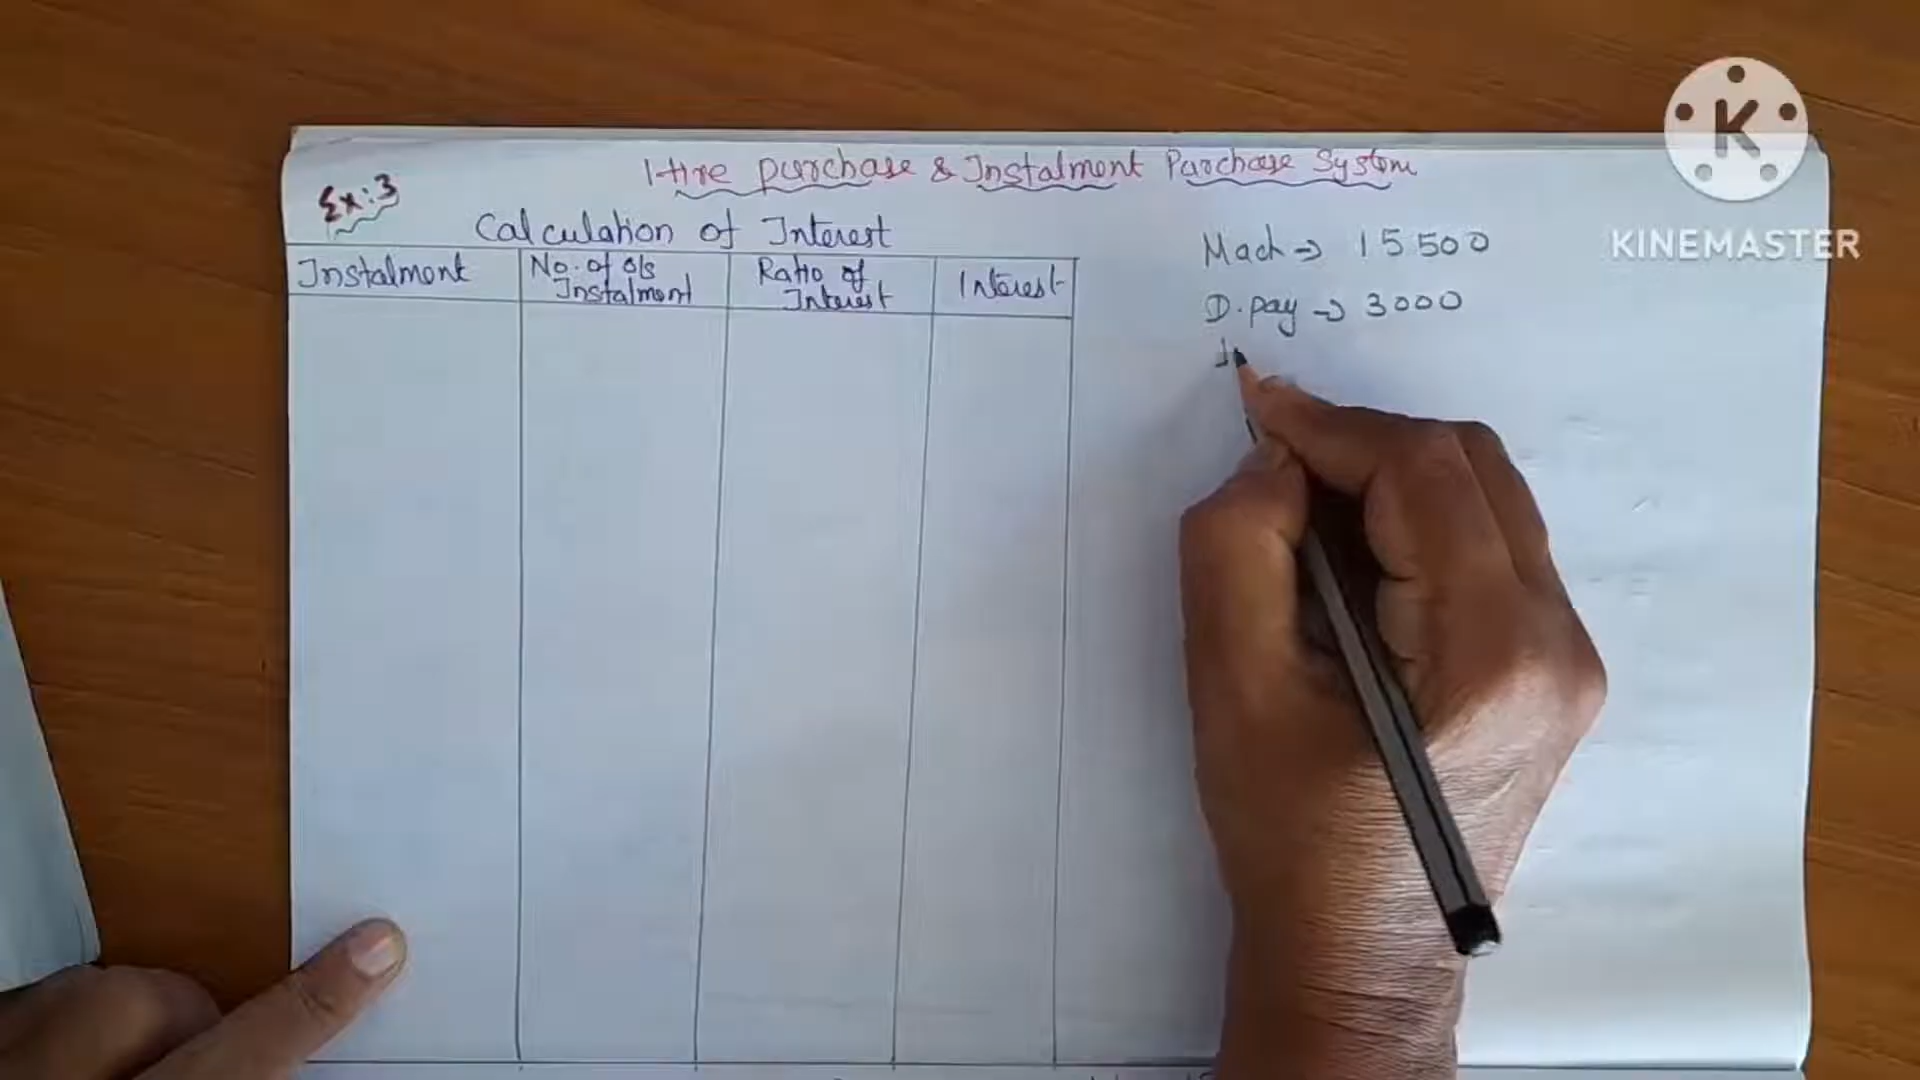 Hire Purchase & Instalment Purchase System
Ex:3
Calculation of Interest
Instalment
No. of o/s Instalment
Ratio of Interest
Interest
Mach → 15500
D. pay → 3000
K
KINEMASTER